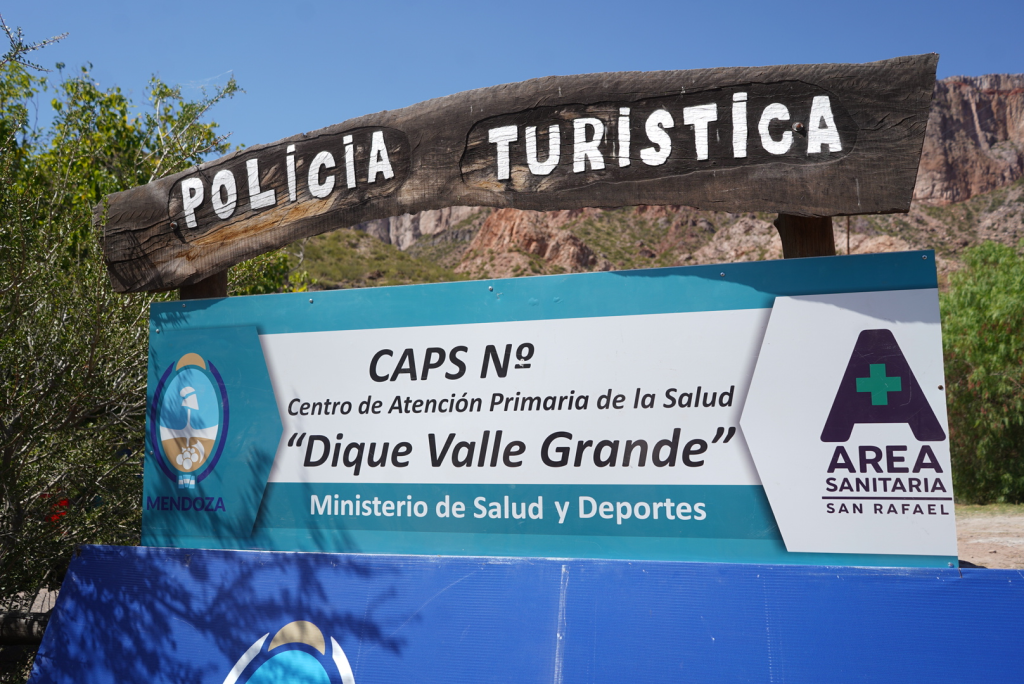 POLiCiA TURiSTiCA
CAPS Nº
Centro de Atención Primaria de la Salud
“Dique Valle Grande”
Ministerio de Salud y Deportes
MENDOZA
A
AREA
SANITARIA
SAN RAFAEL